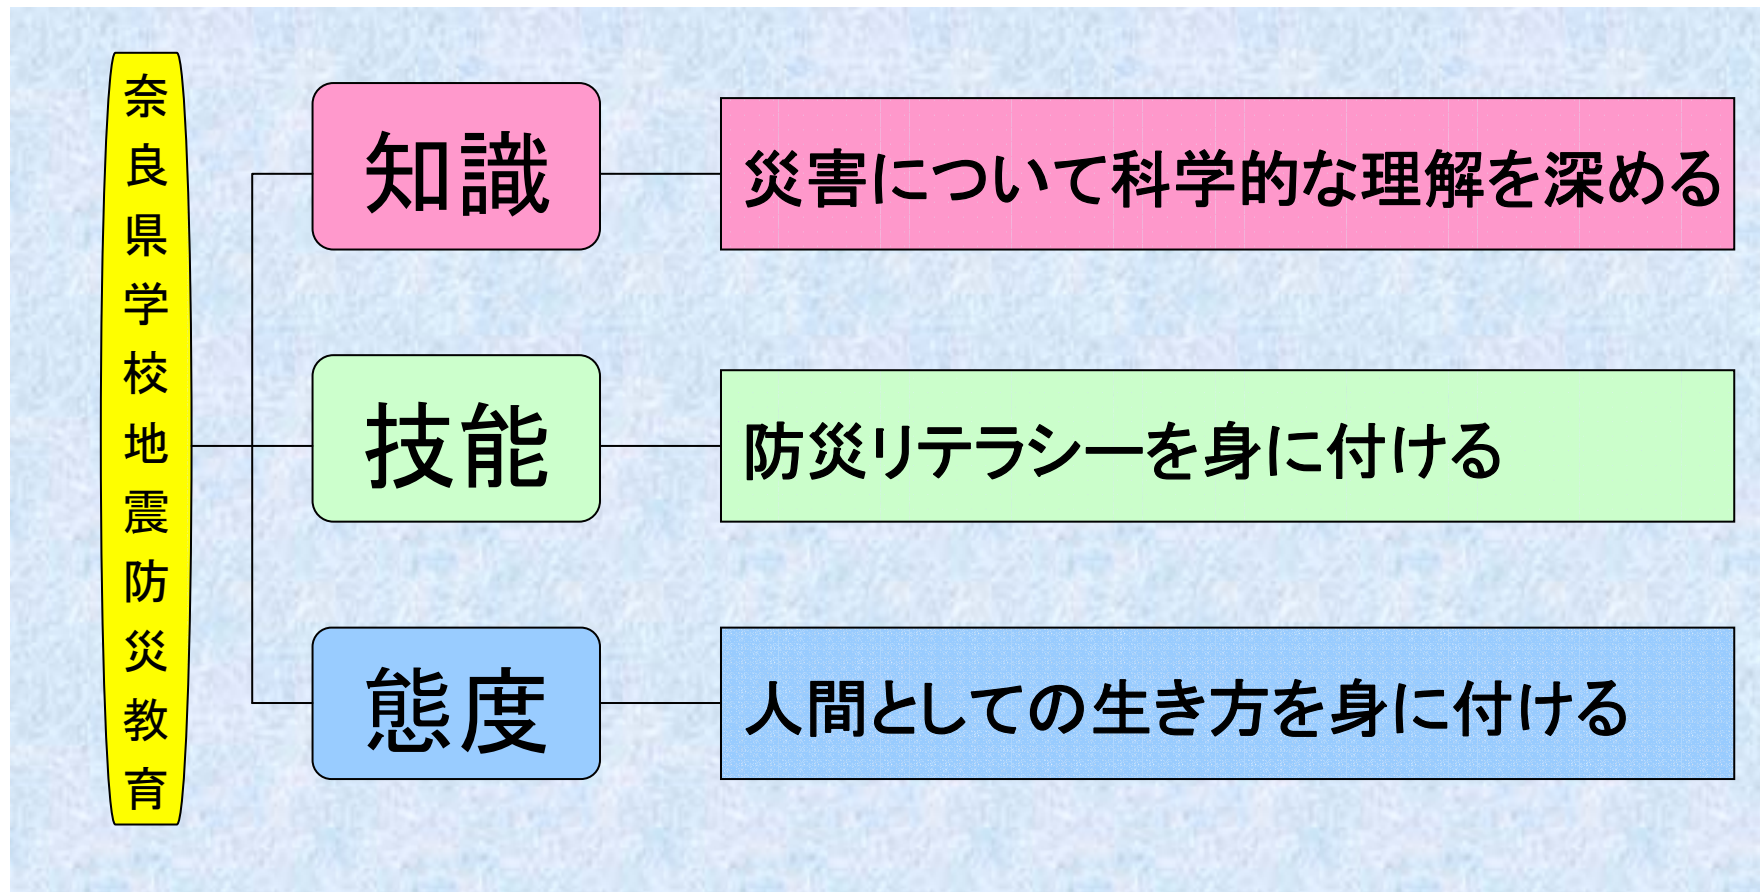 奈良県学校地震防災教育
知識
災害について科学的な理解を深める
技能
防災リテラシーを身に付ける
態度
人間としての生き方を身に付ける